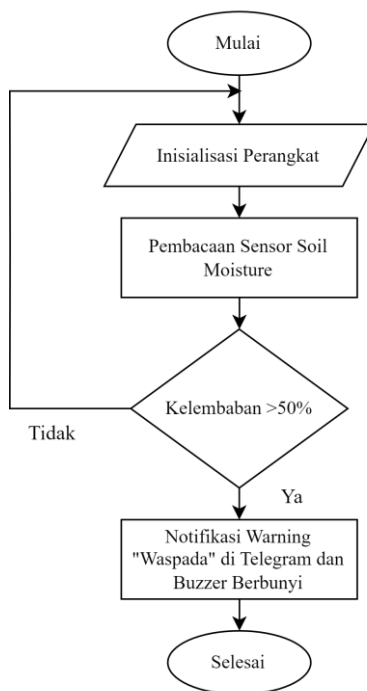 Mulai
Inisialisasi Perangkat
Pembacaan Sensor Soil
Moisture
Kelembaban >50%
Tidak
Ya
Notifikasi Warning
"Waspada" di Telegram dan
Buzzer Berbunyi
Selesai